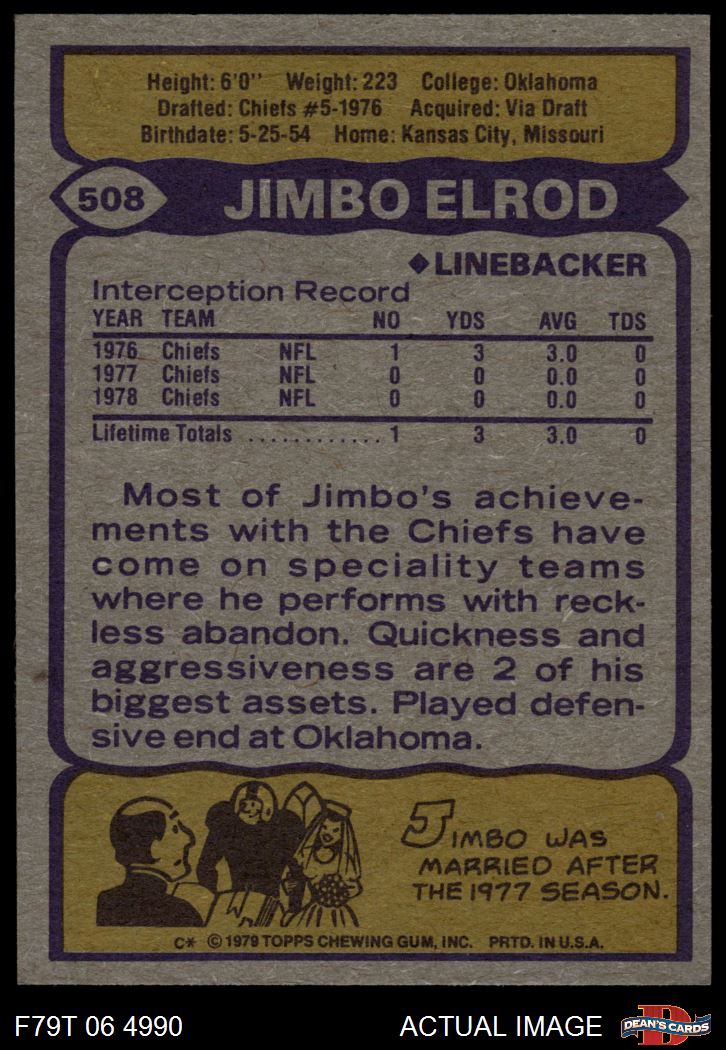 Height: 6'0'' Weight: 223 College: Oklahoma
Drafted: Chiefs #5-1976 Acquired: Via Draft
Birthdate: 5-25-54 Home: Kansas City, Missouri
508 JIMBO ELROD
◆LINEBACKER
Interception Record
YEAR TEAM NO YDS AVG TDS
1976 Chiefs NFL 1 3 3.0 0
1977 Chiefs NFL 0 0 0.0 0
1978 Chiefs NFL 0 0 0.0 0
Lifetime Totals ............ 1 3 3.0 0
Most of Jimbo's achieve-
ments with the Chiefs have
come on speciality teams
where he performs with reck-
less abandon. Quickness and
aggressiveness are 2 of his
biggest assets. Played defen-
sive end at Oklahoma.
JIMBO WAS
MARRIED AFTER
THE 1977 SEASON.
C* © 1979 TOPPS CHEWING GUM, INC. PRTD. IN U.S.A.
F79T 06 4990 ACTUAL IMAGE D DEAN'S CARDS